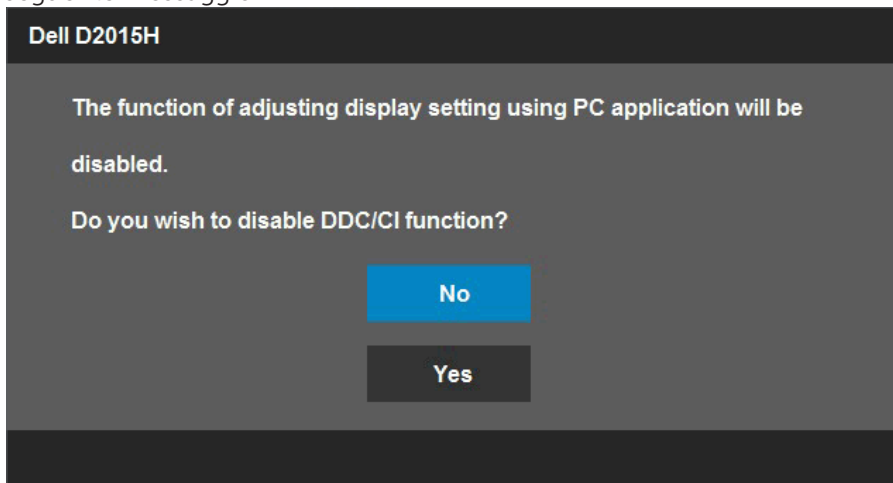 Dell D2015H
The function of adjusting display setting using PC application will be
disabled.
Do you wish to disable DDC/CI function?
No
Yes